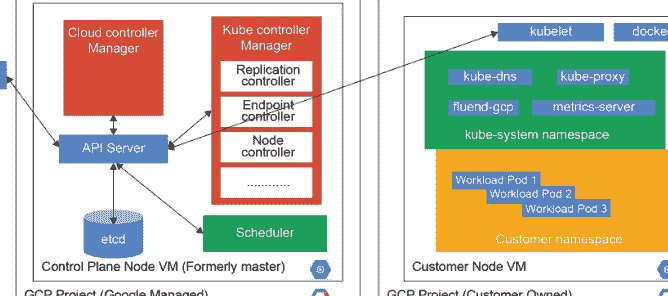 Cloud controller
Manager
Kube controller
Manager
Replication
controller
Endpoint
controller
Node
controller
............
API Server
etcd
Scheduler
Control Plane Node VM (Formerly master)
GCP Project (Google Managed)
kubelet
docke
kube-dns
kube-proxy
fluend-gcp
metrics-server
kube-system namespace
Workload Pod 1
Workload Pod 2
Workload Pod 3
Customer namespace
Customer Node VM
GCP Project (Customer Owned)